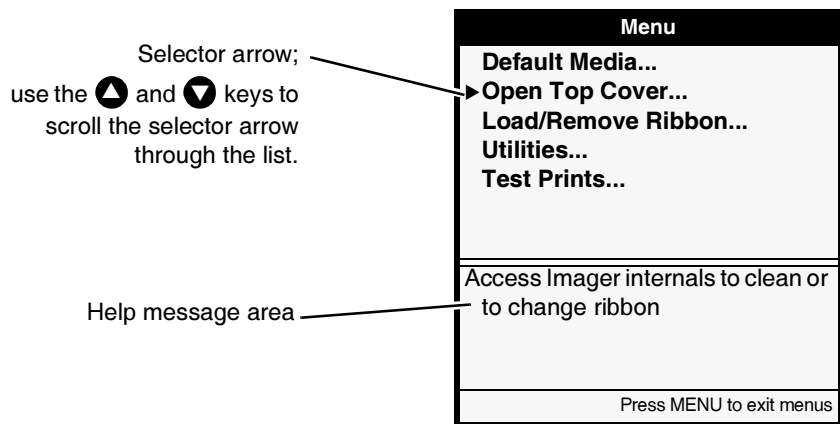 Selector arrow;
use the ▲ and ▼ keys to
scroll the selector arrow
through the list.
Help message area
Menu
Default Media...
▶Open Top Cover...
Load/Remove Ribbon...
Utilities...
Test Prints...
Access Imager internals to clean or
to change ribbon
Press MENU to exit menus